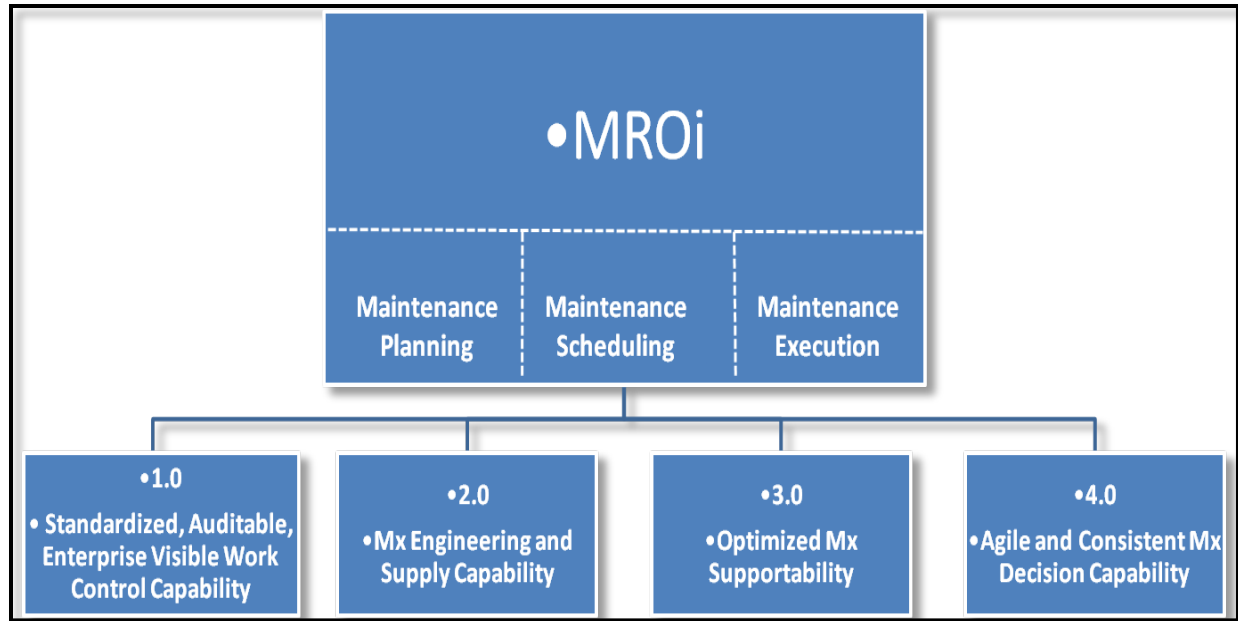 •MROi
Maintenance
Planning
Maintenance
Scheduling
Maintenance
Execution
•1.0
• Standardized, Auditable,
Enterprise Visible Work
Control Capability
•2.0
•Mx Engineering and
Supply Capability
•3.0
•Optimized Mx
Supportability
•4.0
•Agile and Consistent Mx
Decision Capability